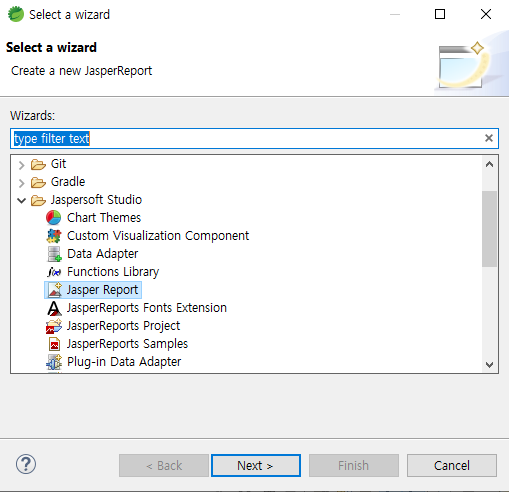 Select a wizard
Select a wizard
Create a new JasperReport
Wizards:
type filter text
Git
Gradle
Jaspersoft Studio
Chart Themes
Custom Visualization Component
Data Adapter
f(x) Functions Library
Jasper Report
A JasperReports Fonts Extension
JasperReports Project
JasperReports Samples
Plug-in Data Adapter
? < Back Next > Finish Cancel